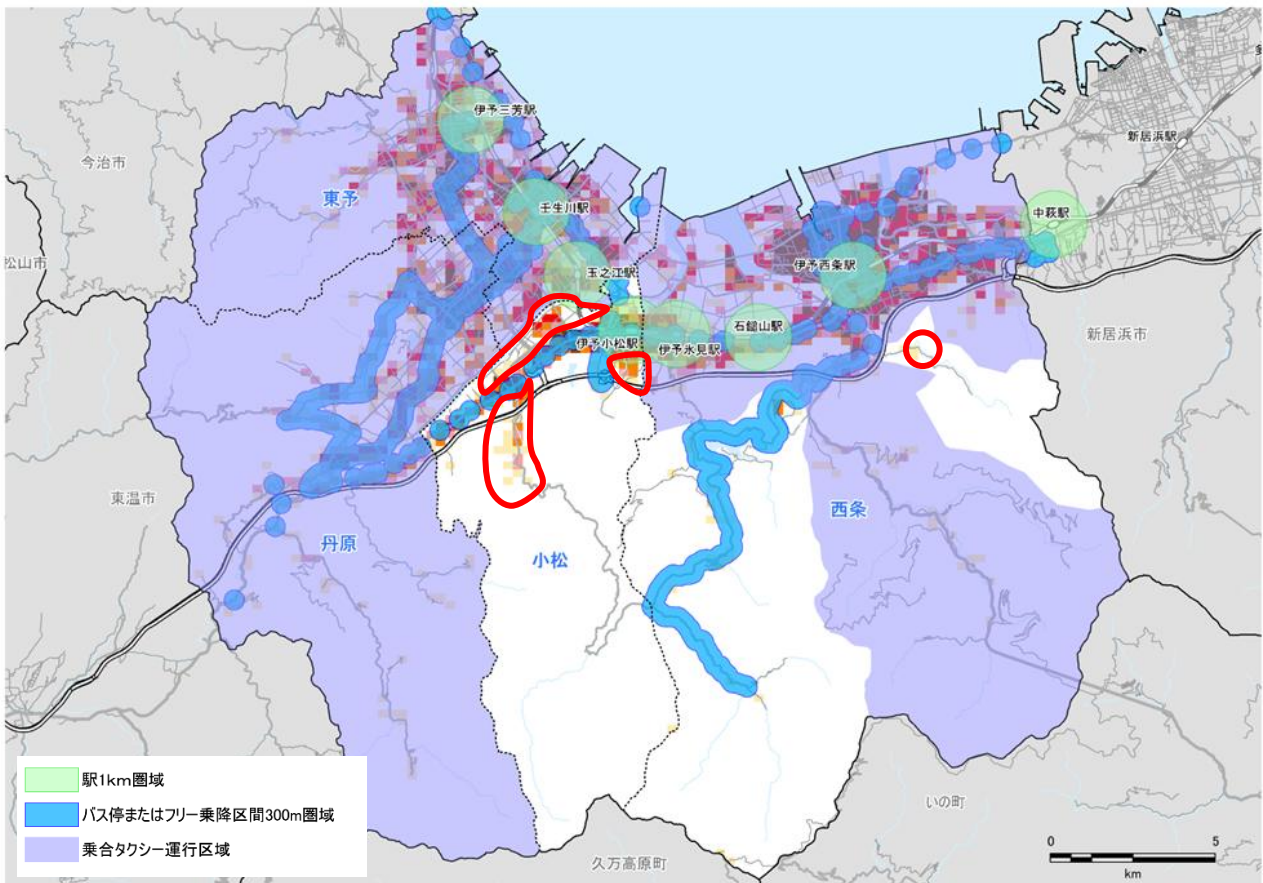 伊予三芳駅
新居浜駅
今治市
東予
壬生川駅
中萩駅
松山市
玉之江駅
伊予西条駅
石鎚山駅
新居浜市
伊予小松駅
伊予氷見駅
東温市
西条
丹原
小松
駅1km圏域
バス停またはフリー乗降区間300m圏域
乗合タクシー運行区域
いの町
久万高原町
0 5
km